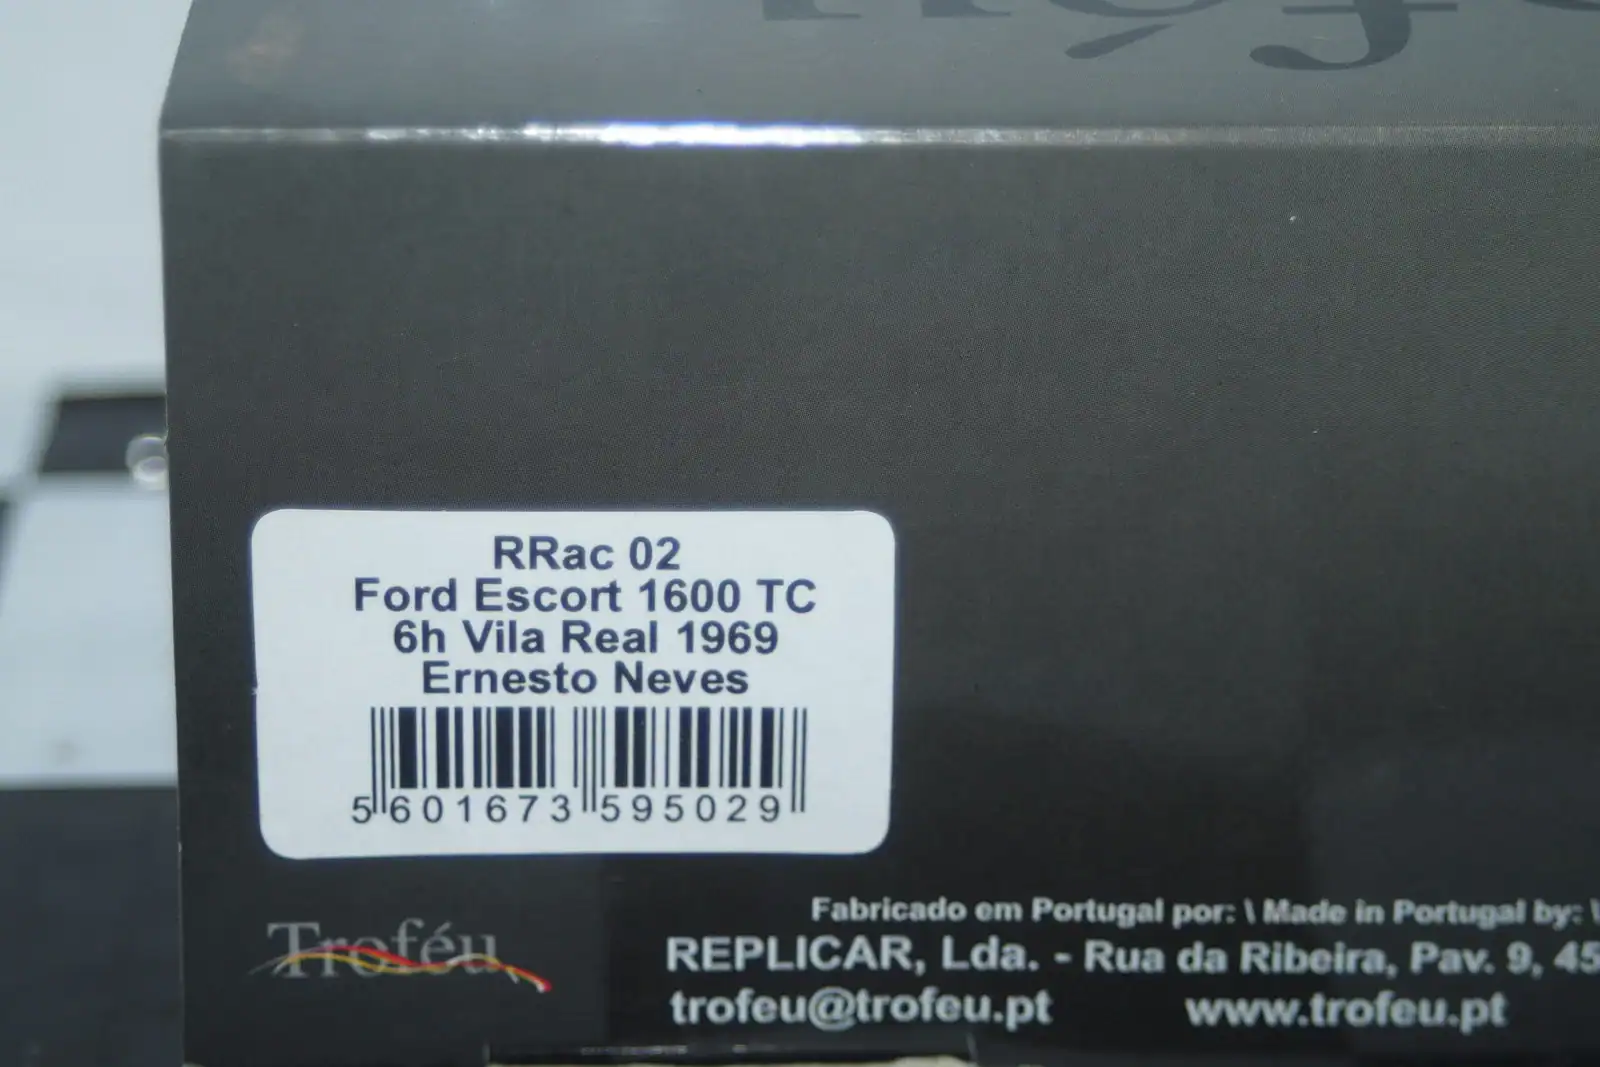 RRac 02
Ford Escort 1600 TC
6h Vila Real 1969
Ernesto Neves
5 601673 595029
Troféu
Fabricado em Portugal por: \ Made in Portugal by: \
REPLICAR, Lda. - Rua da Ribeira, Pav. 9, 45
trofeu@trofeu.pt www.trofeu.pt